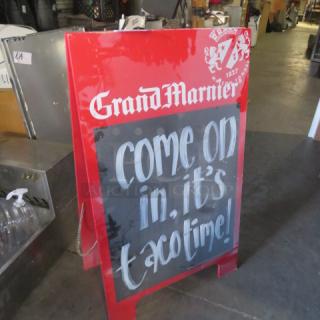 Grand Marnier
come on
in, it's
taco time!